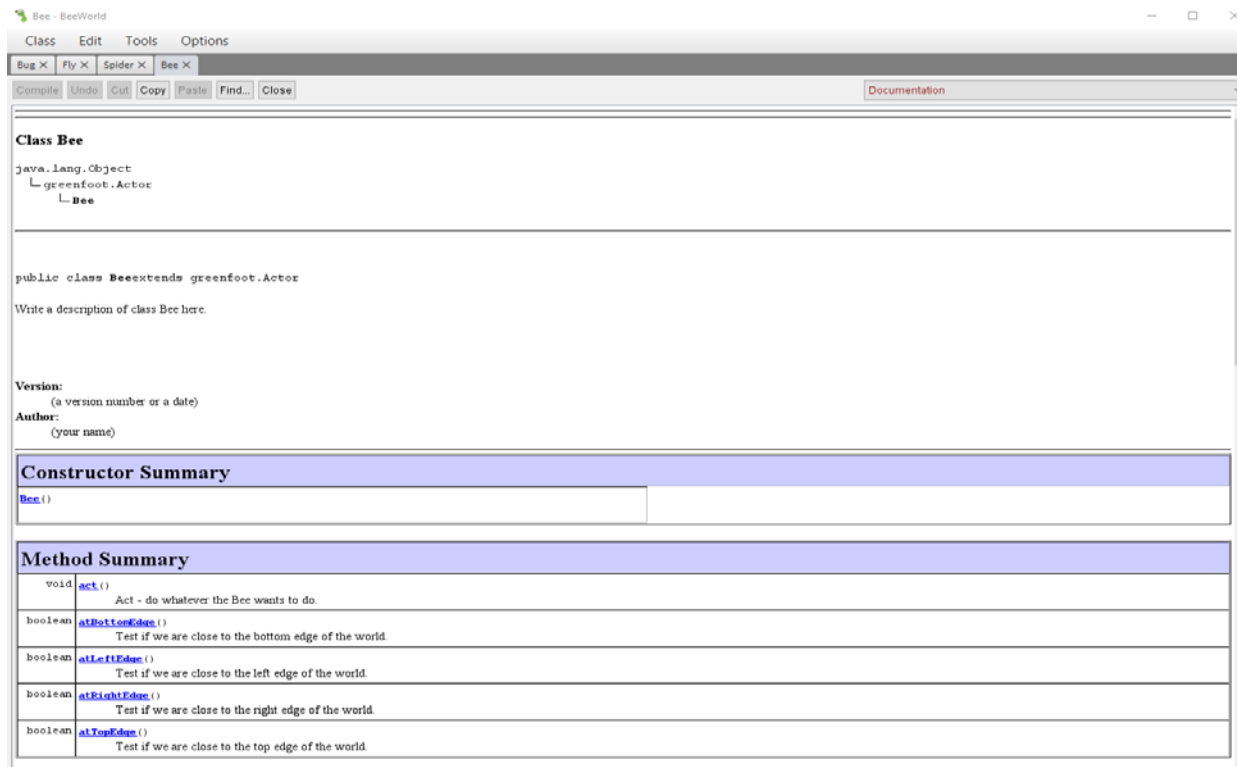 Bee - BeeWorld
Class Edit Tools Options
Bug X Fly X Spider X Bee X
Compile Undo Cut Copy Paste Find... Close Documentation
Class Bee
java.lang.Object
greenfoot.Actor
Bee
public class Beeextends greenfoot.Actor
Write a description of class Bee here.
Version:
(a version number or a date)
Author:
(your name)
Constructor Summary
Bee()
Method Summary
void act()
Act - do whatever the Bee wants to do.
boolean atBottomEdge()
Test if we are close to the bottom edge of the world.
boolean atLeftEdge()
Test if we are close to the left edge of the world.
boolean atRightEdge()
Test if we are close to the right edge of the world.
boolean atTopEdge()
Test if we are close to the top edge of the world.